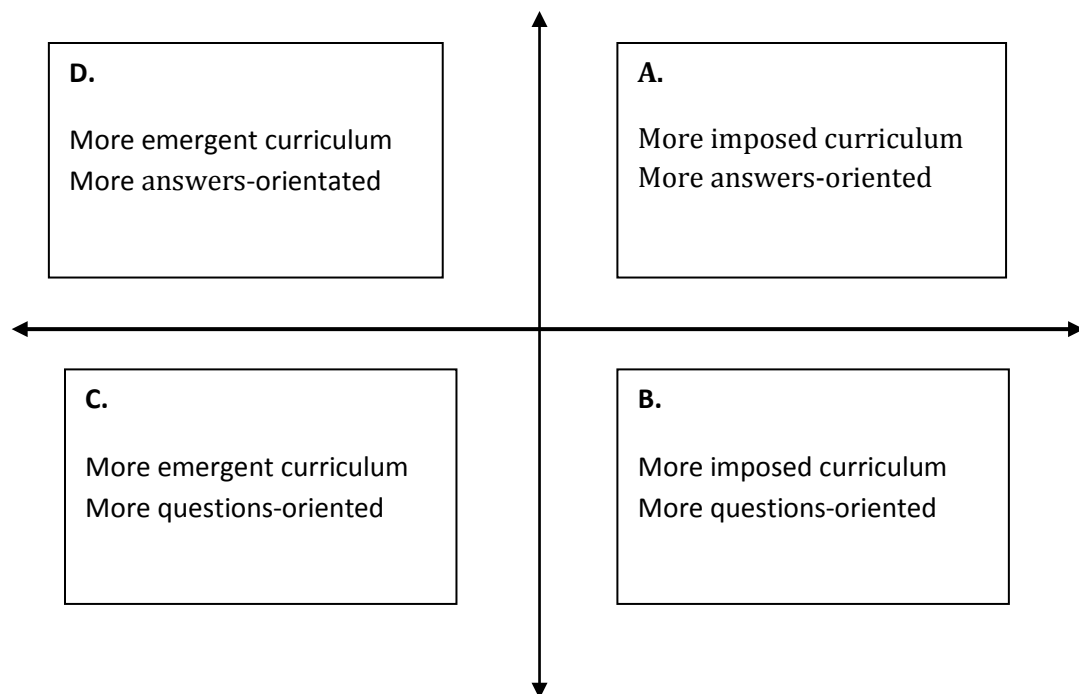 D.
More emergent curriculum
More answers-orientated
A.
More imposed curriculum
More answers-oriented
C.
More emergent curriculum
More questions-oriented
B.
More imposed curriculum
More questions-oriented